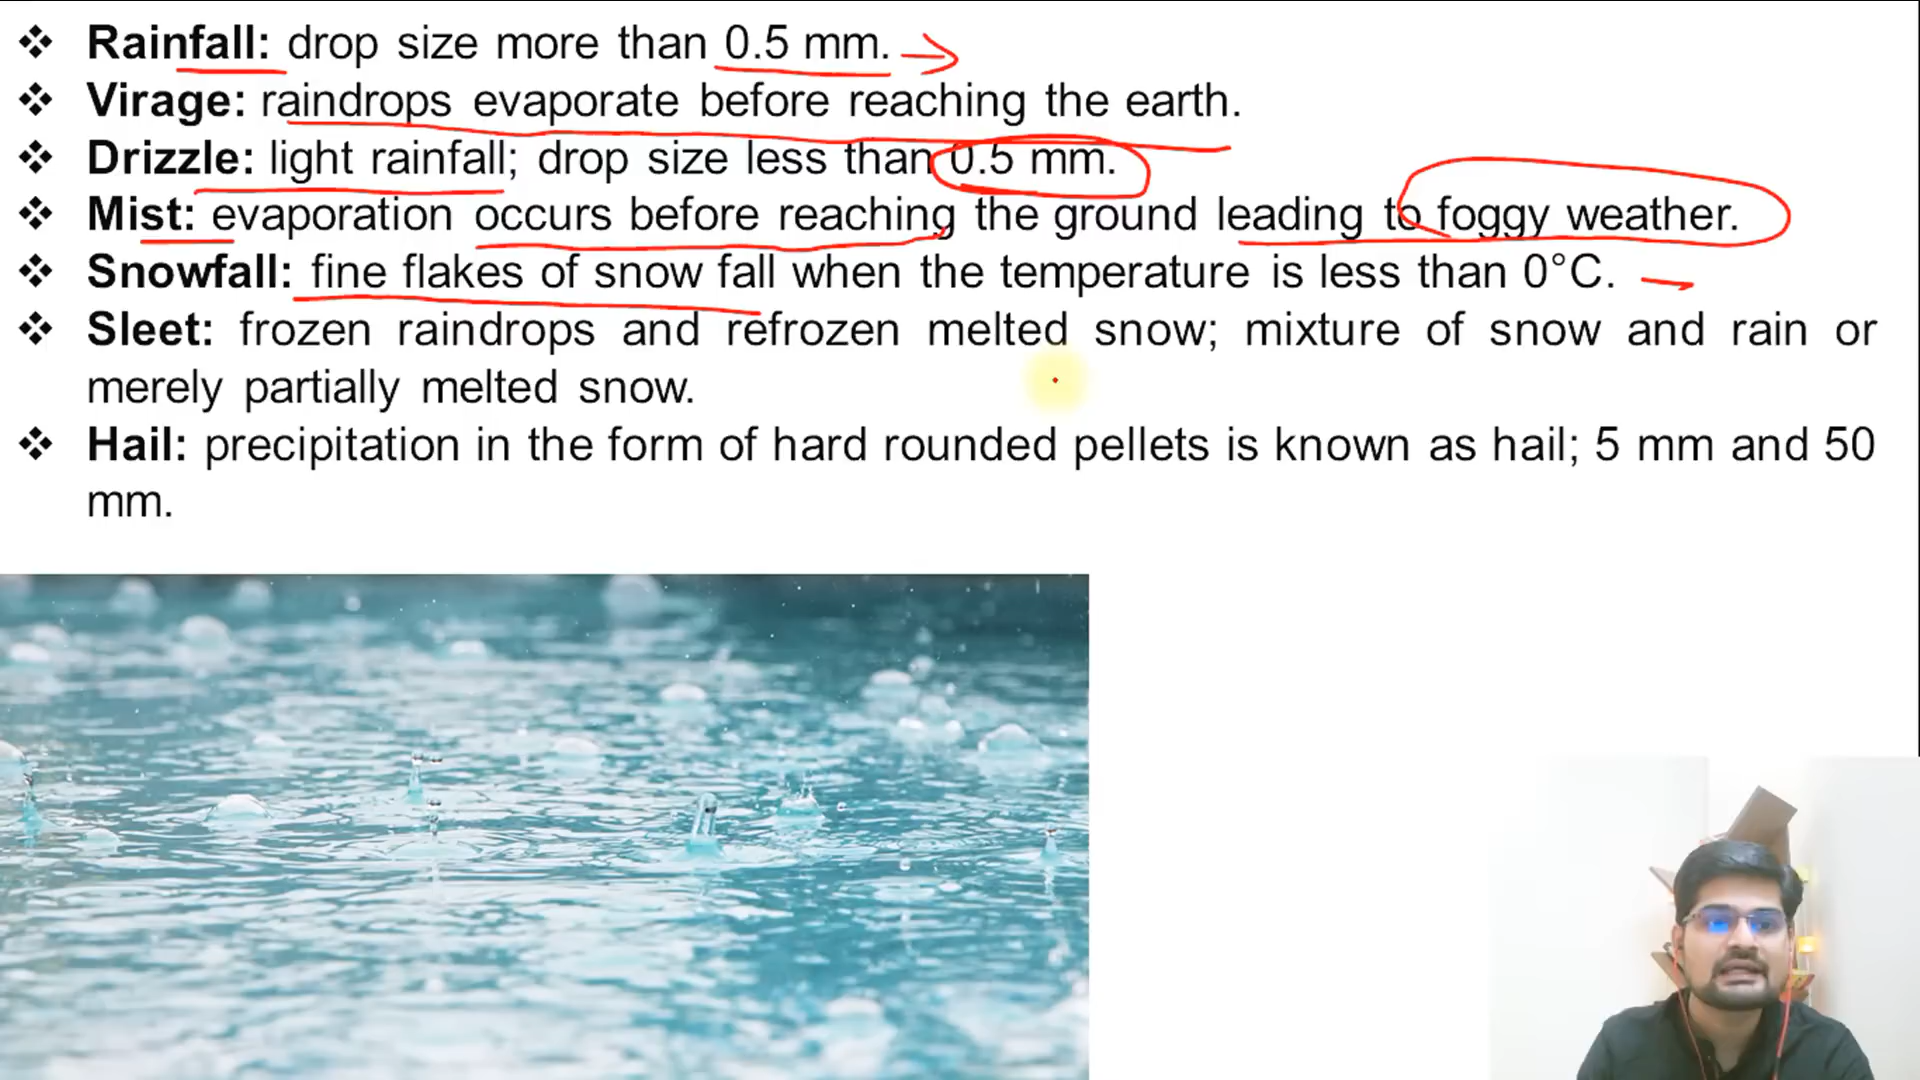 ❖ Rainfall: drop size more than 0.5 mm.
❖ Virage: raindrops evaporate before reaching the earth.
❖ Drizzle: light rainfall; drop size less than 0.5 mm.
❖ Mist: evaporation occurs before reaching the ground leading to foggy weather.
❖ Snowfall: fine flakes of snow fall when the temperature is less than 0°C.
❖ Sleet: frozen raindrops and refrozen melted snow; mixture of snow and rain or
merely partially melted snow.
❖ Hail: precipitation in the form of hard rounded pellets is known as hail; 5 mm and 50
mm.